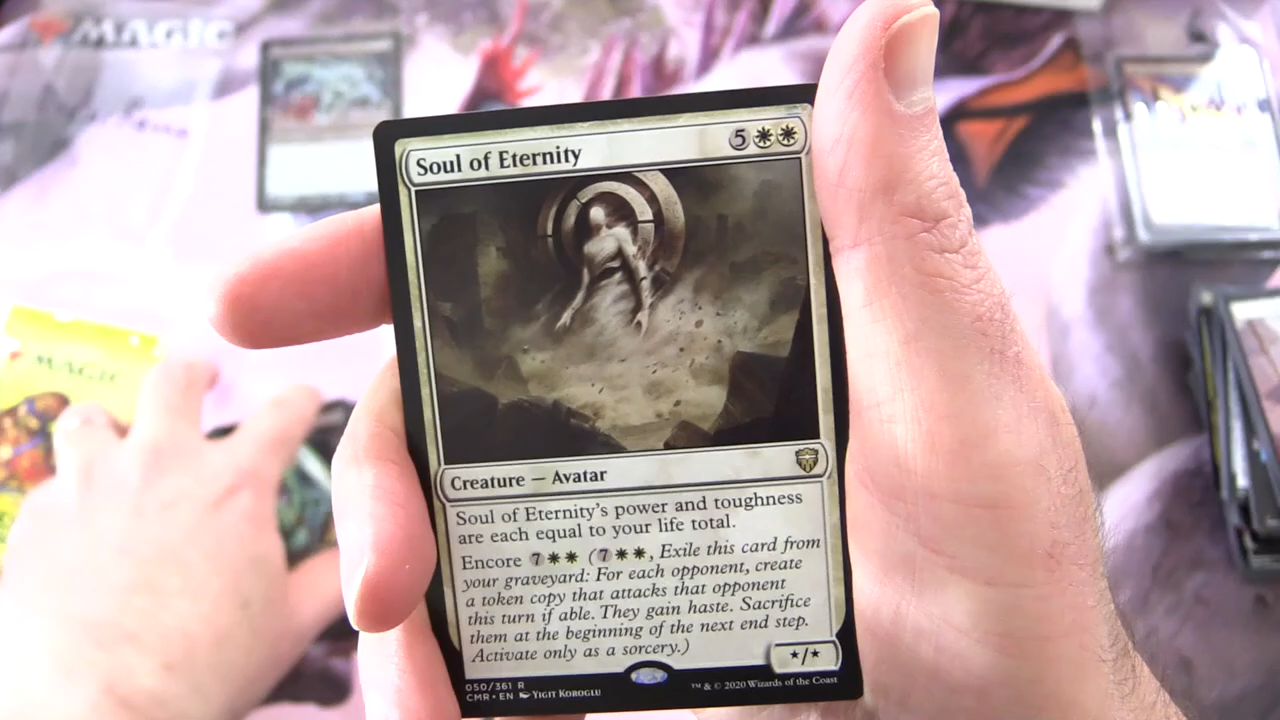 MAGIC
Soul of Eternity
5
MAGIC
Creature — Avatar
Soul of Eternity's power and toughness
are each equal to your life total.
Encore 7 (7, Exile this card from
your graveyard: For each opponent, create
a token copy that attacks that opponent
this turn if able. They gain haste. Sacrifice
them at the beginning of the next end step.
Activate only as a sorcery.)
★/★
050/361 R
CMR • EN YIGIT KOROGLU
™ & © 2020 Wizards of the Coast